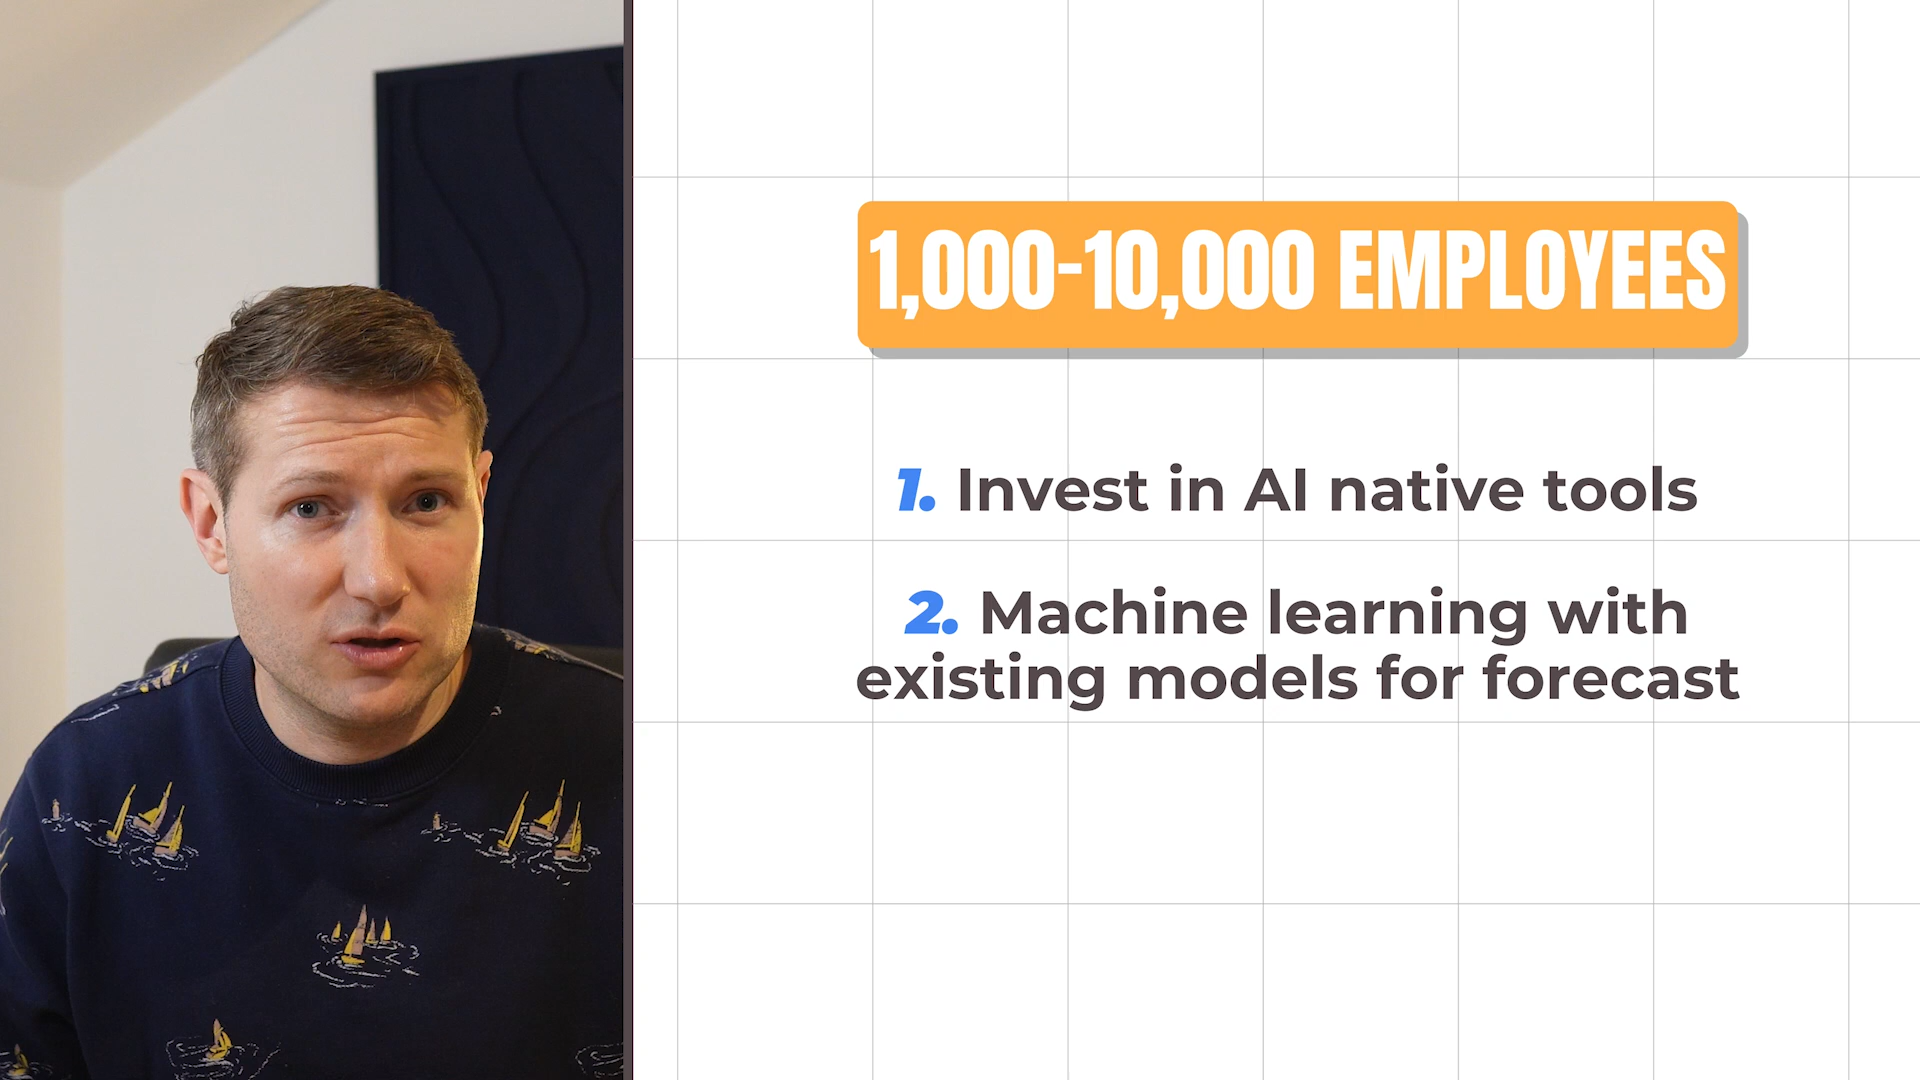 1,000-10,000 EMPLOYEES
1. Invest in AI native tools
2. Machine learning with
existing models for forecast